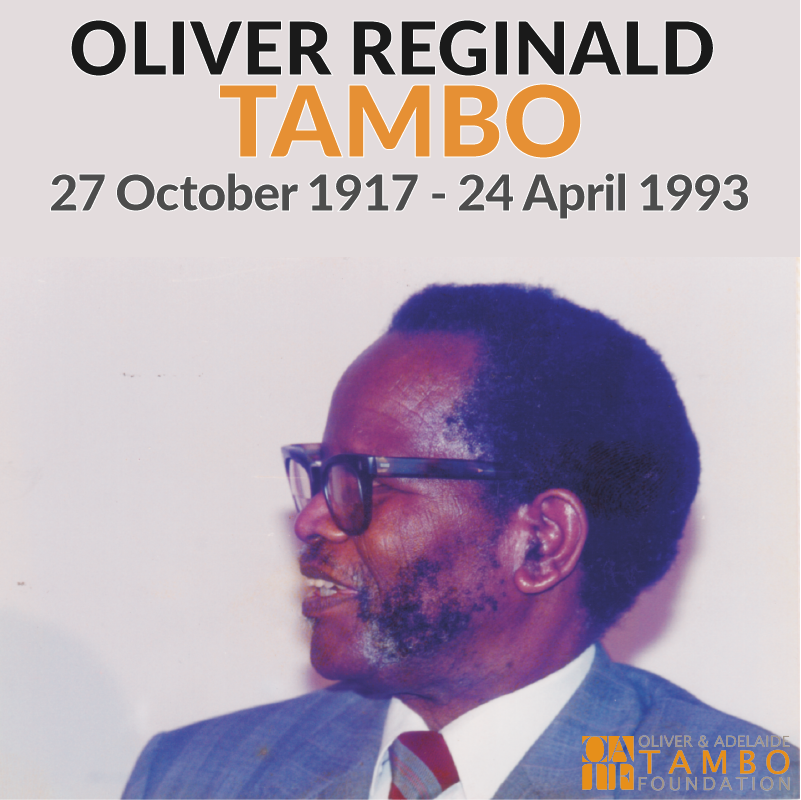 OLIVER REGINALD
TAMBO
27 October 1917 - 24 April 1993
OLIVER & ADELAIDE
TAMBO
FOUNDATION